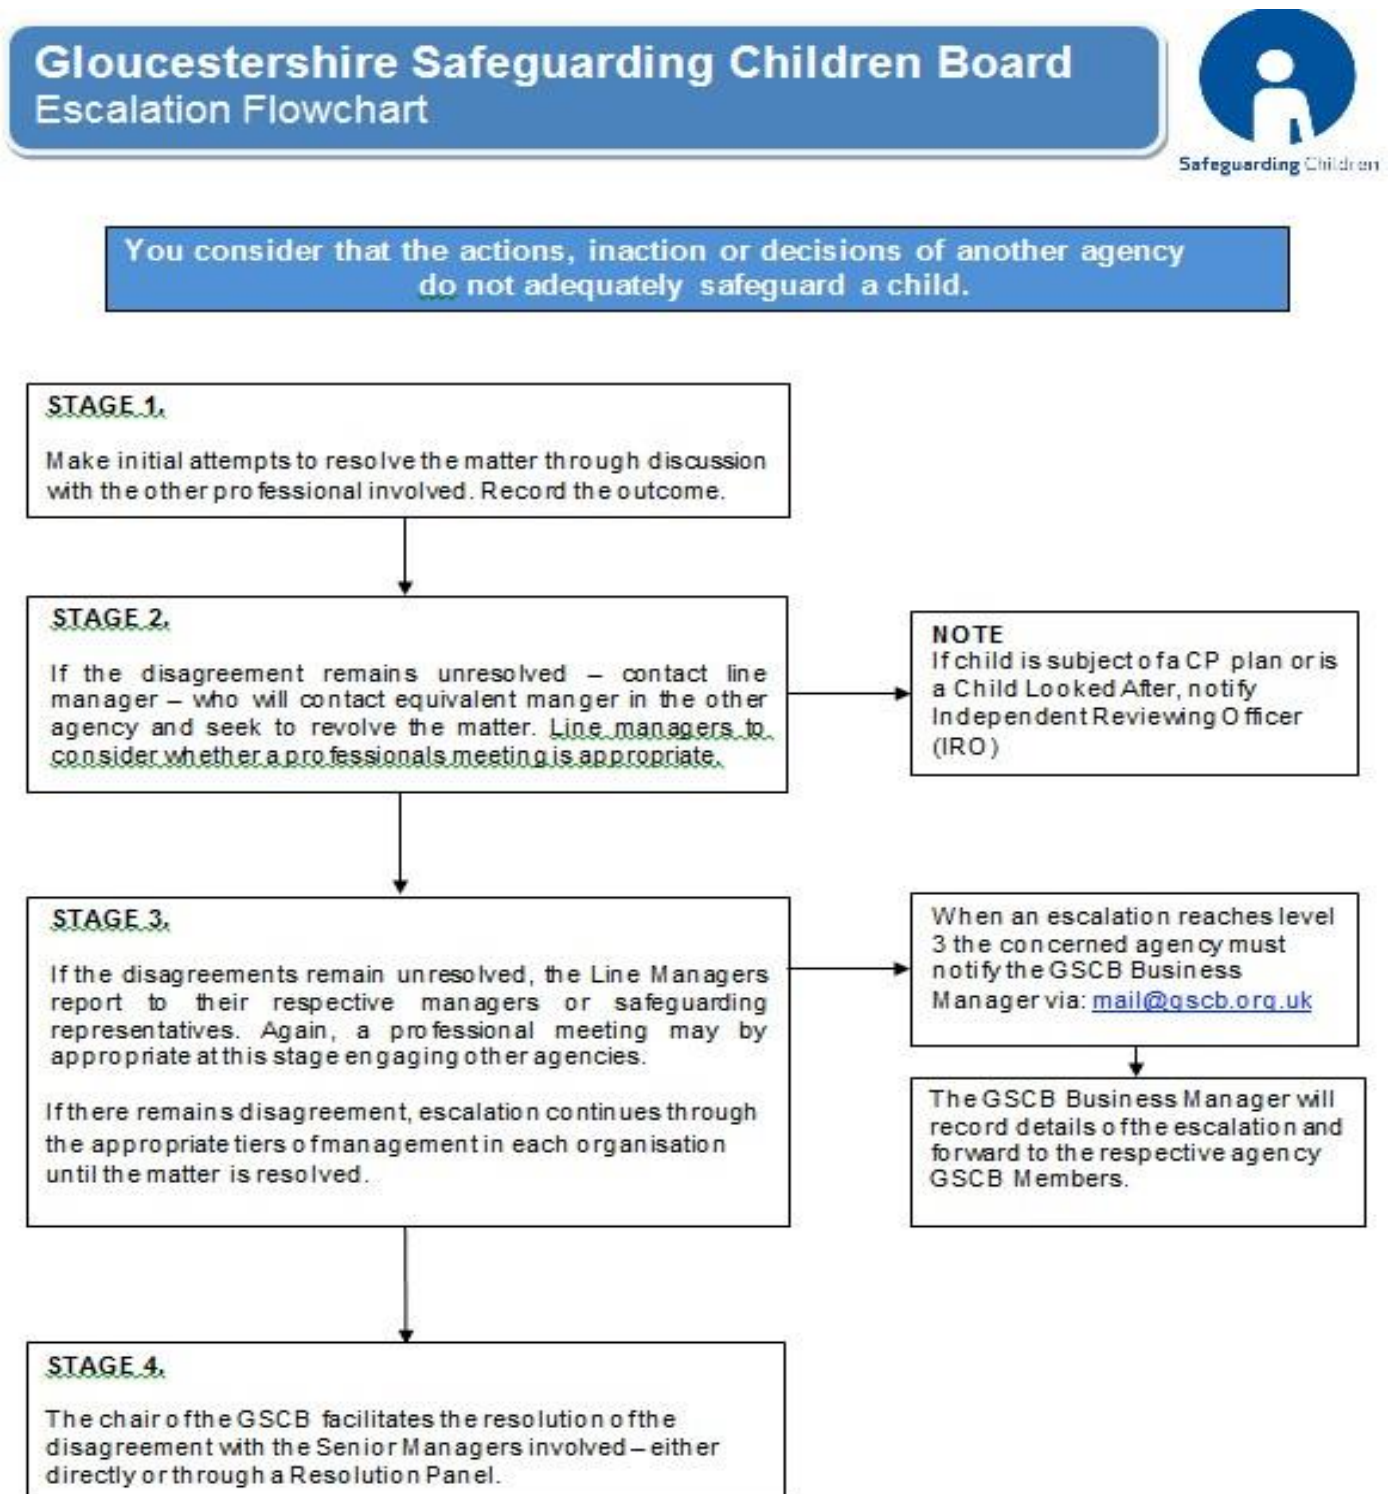 Gloucestershire Safeguarding Children Board
Escalation Flowchart
Safeguarding Children
You consider that the actions, inaction or decisions of another agency
do not adequately safeguard a child.
STAGE 1.
Make initial attempts to resolve the matter through discussion
with the other professional involved. Record the outcome.
STAGE 2.
If the disagreement remains unresolved – contact line
manager – who will contact equivalent manger in the other
agency and seek to revolve the matter. Line managers to
consider whether a professionals meeting is appropriate.
NOTE
If child is subject of a CP plan or is
a Child Looked After, notify
Independent Reviewing Officer
(IRO)
STAGE 3.
If the disagreements remain unresolved, the Line Managers
report to their respective managers or safeguarding
representatives. Again, a professional meeting may by
appropriate at this stage engaging other agencies.
If there remains disagreement, escalation continues through
the appropriate tiers of management in each organisation
until the matter is resolved.
When an escalation reaches level
3 the concerned agency must
notify the GSCB Business
Manager via: mail@gscb.org.uk
The GSCB Business Manager will
record details of the escalation and
forward to the respective agency
GSCB Members.
STAGE 4.
The chair of the GSCB facilitates the resolution of the
disagreement with the Senior Managers involved – either
directly or through a Resolution Panel.